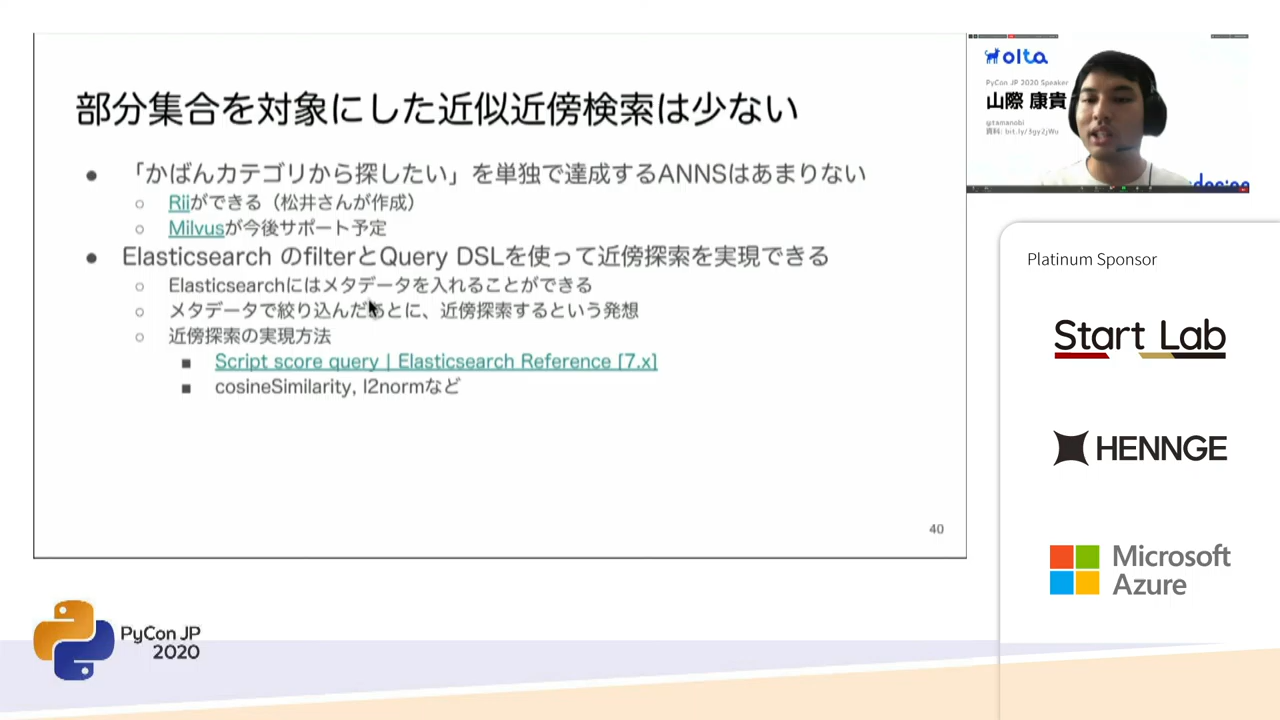 部分集合を対象にした近似近傍検索は少ない
● 「かばんカテゴリから探したい」を単独で達成するANNSはあまりない
○ Riiができる（松井さんが作成）
○ Milvusが今後サポート予定
● Elasticsearch のfilterとQuery DSLを使って近傍探索を実現できる
○ Elasticsearchにはメタデータを入れることができる
○ メタデータで絞り込んだあとに、近傍探索するという発想
○ 近傍探索の実現方法
■ Script score query | Elasticsearch Reference [7.x]
■ cosineSimilarity, l2normなど
40
olta
PyCon JP 2020 Speaker
山際 康貴
@tamanobi
資料: bit.ly/3gy2jWu
Platinum Sponsor
Start Lab
HENNGE
Microsoft
Azure
PyCon JP
2020